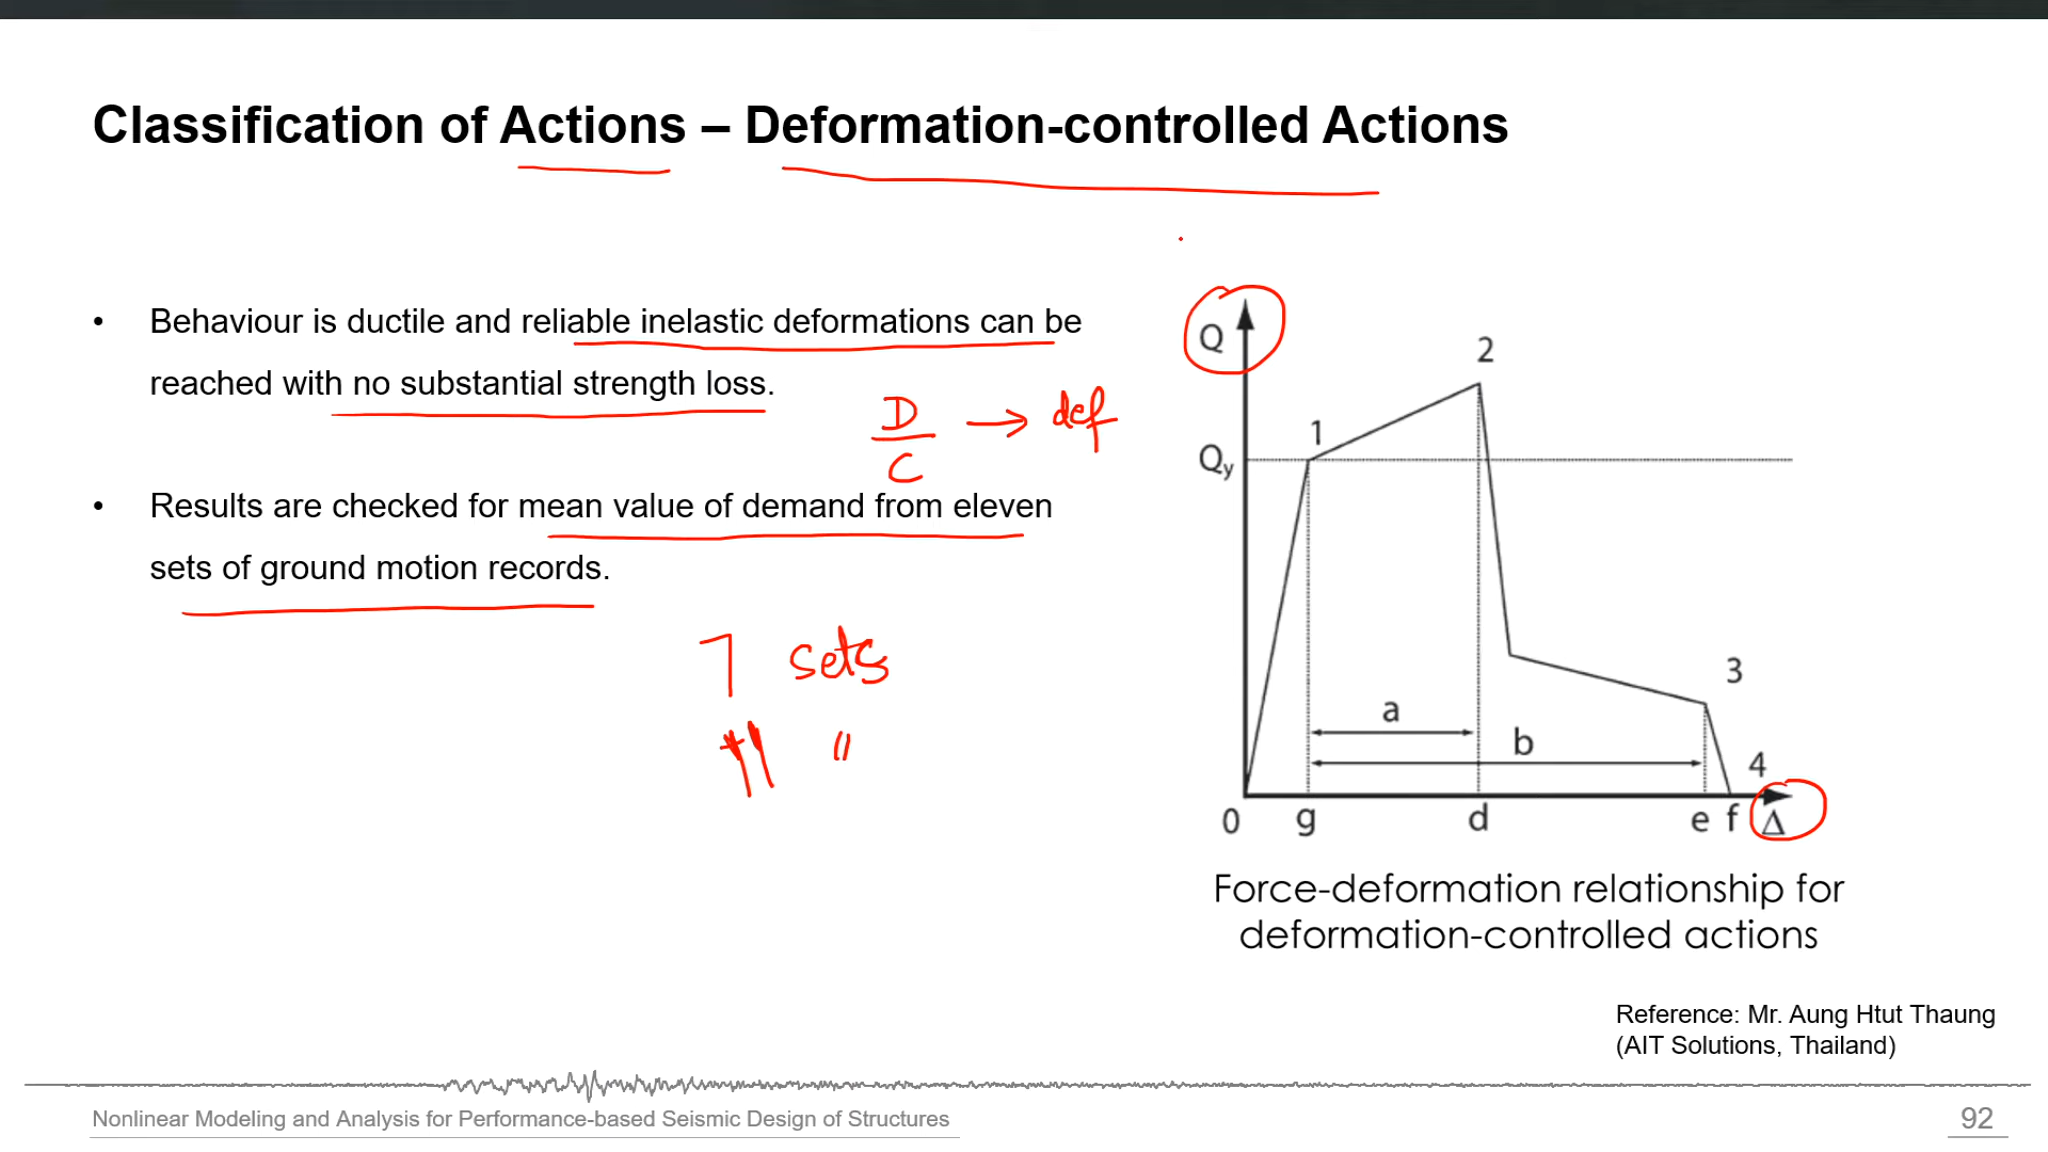 Classification of Actions – Deformation-controlled Actions
• Behaviour is ductile and reliable inelastic deformations can be
reached with no substantial strength loss.
D/C → def
• Results are checked for mean value of demand from eleven
sets of ground motion records.
7 sets
11 "
Q
2
1
Qy
3
a
b
4
0 g d e f Δ
Force-deformation relationship for
deformation-controlled actions
Reference: Mr. Aung Htut Thaung
(AIT Solutions, Thailand)
Nonlinear Modeling and Analysis for Performance-based Seismic Design of Structures
92